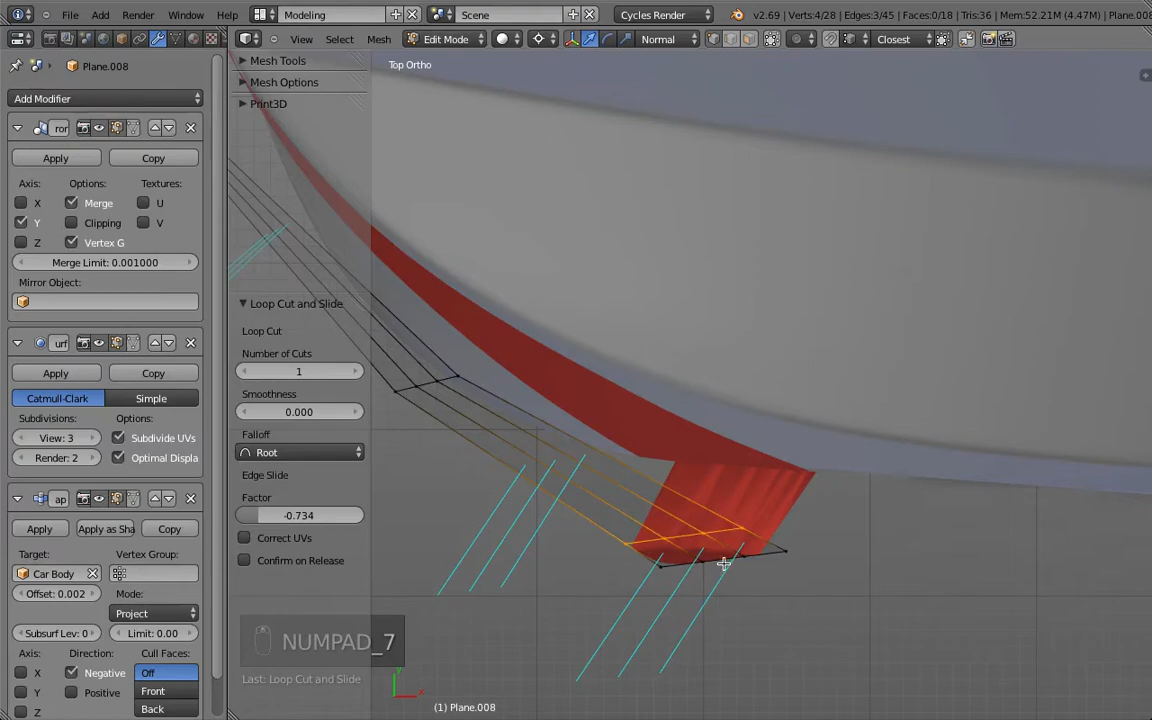 File Add Render Window Help Modeling Scene Cycles Render v2.69 | Verts:4/28 | Edges:3/45 | Faces:0/18 | Tris:36 | Mem:52.21M (4.47M) | Plane.008
View Select Mesh Edit Mode Normal Closest
Plane.008
Mesh Tools
Top Ortho
Mesh Options
Add Modifier
Print3D
ror
Apply Copy
Axis: Options: Textures:
X Merge U
Y Clipping V
Z Vertex G
Merge Limit: 0.001000
Mirror Object:
urf
Apply Copy
Catmull-Clark Simple
Subdivisions: Options:
View: 3 Subdivide UVs
Render: 2 Optimal Displa
ap
Apply Apply as Sha Copy
Target: Vertex Group:
Car Body
Offset: 0.002 Mode:
Project
Subsurf Lev: 0 Limit: 0.00
Axis: Direction: Cull Faces:
X Negative Off
Y Positive Front
Z Back
Loop Cut and Slide
Loop Cut
Number of Cuts
1
Smoothness
0.000
Falloff
Root
Edge Slide
Factor
-0.734
Correct UVs
Confirm on Release
NUMPAD_7
Last: Loop Cut and Slide
y
x
(1) Plane.008